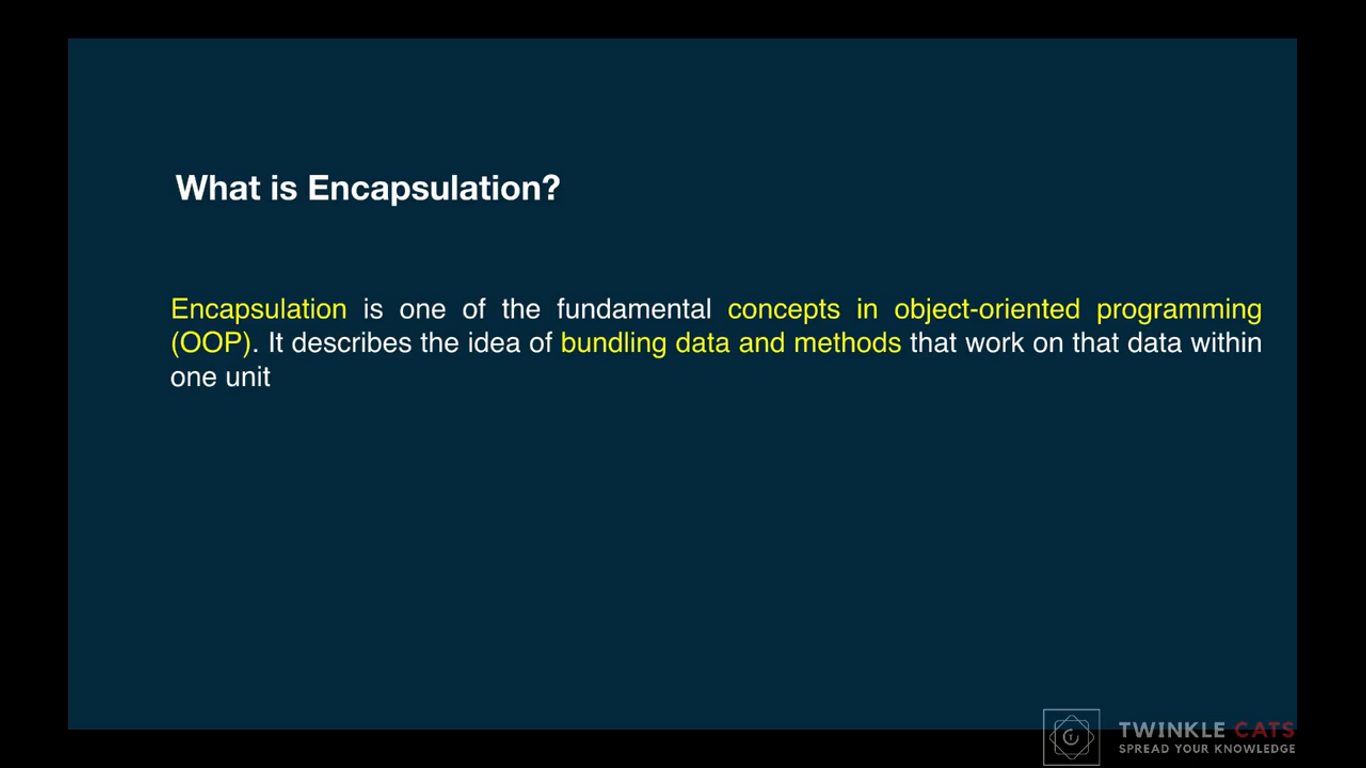 What is Encapsulation?
Encapsulation is one of the fundamental concepts in object-oriented programming
(OOP). It describes the idea of bundling data and methods that work on that data within
one unit
TWINKLE CATS
SPREAD YOUR KNOWLEDGE